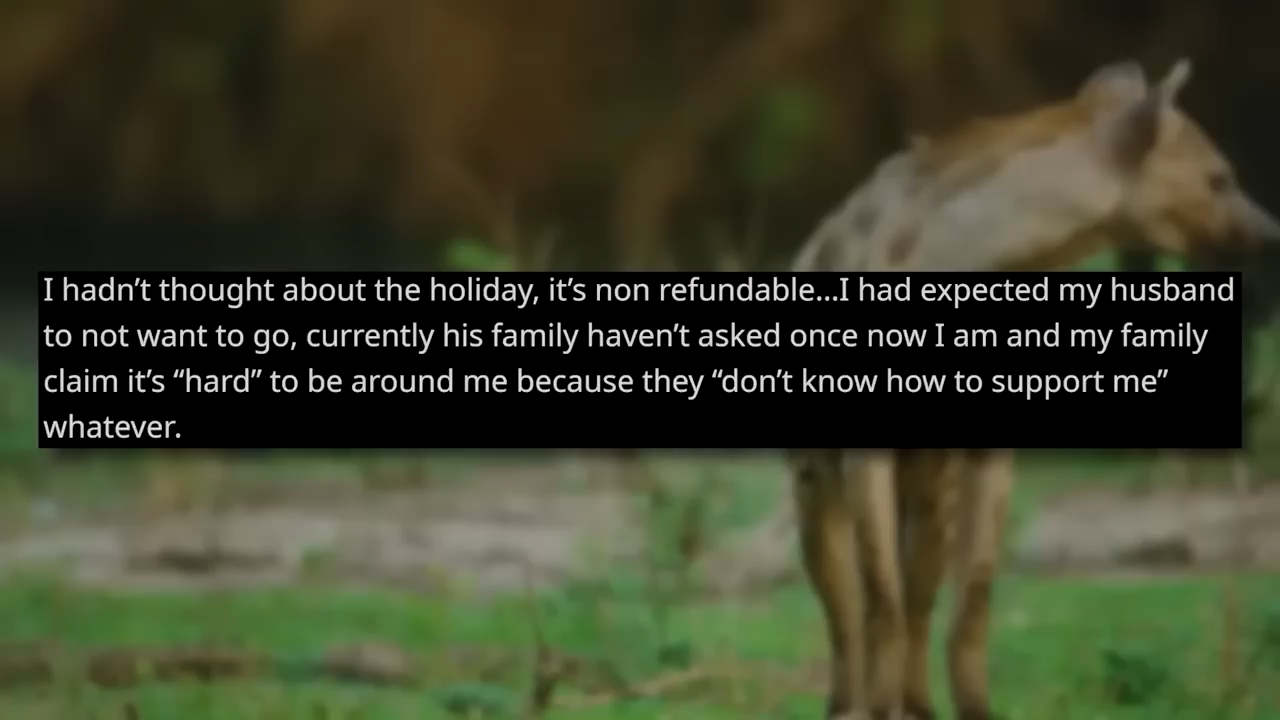 I hadn’t thought about the holiday, it’s non refundable...I had expected my husband
to not want to go, currently his family haven’t asked once now I am and my family
claim it’s “hard” to be around me because they “don’t know how to support me”
whatever.